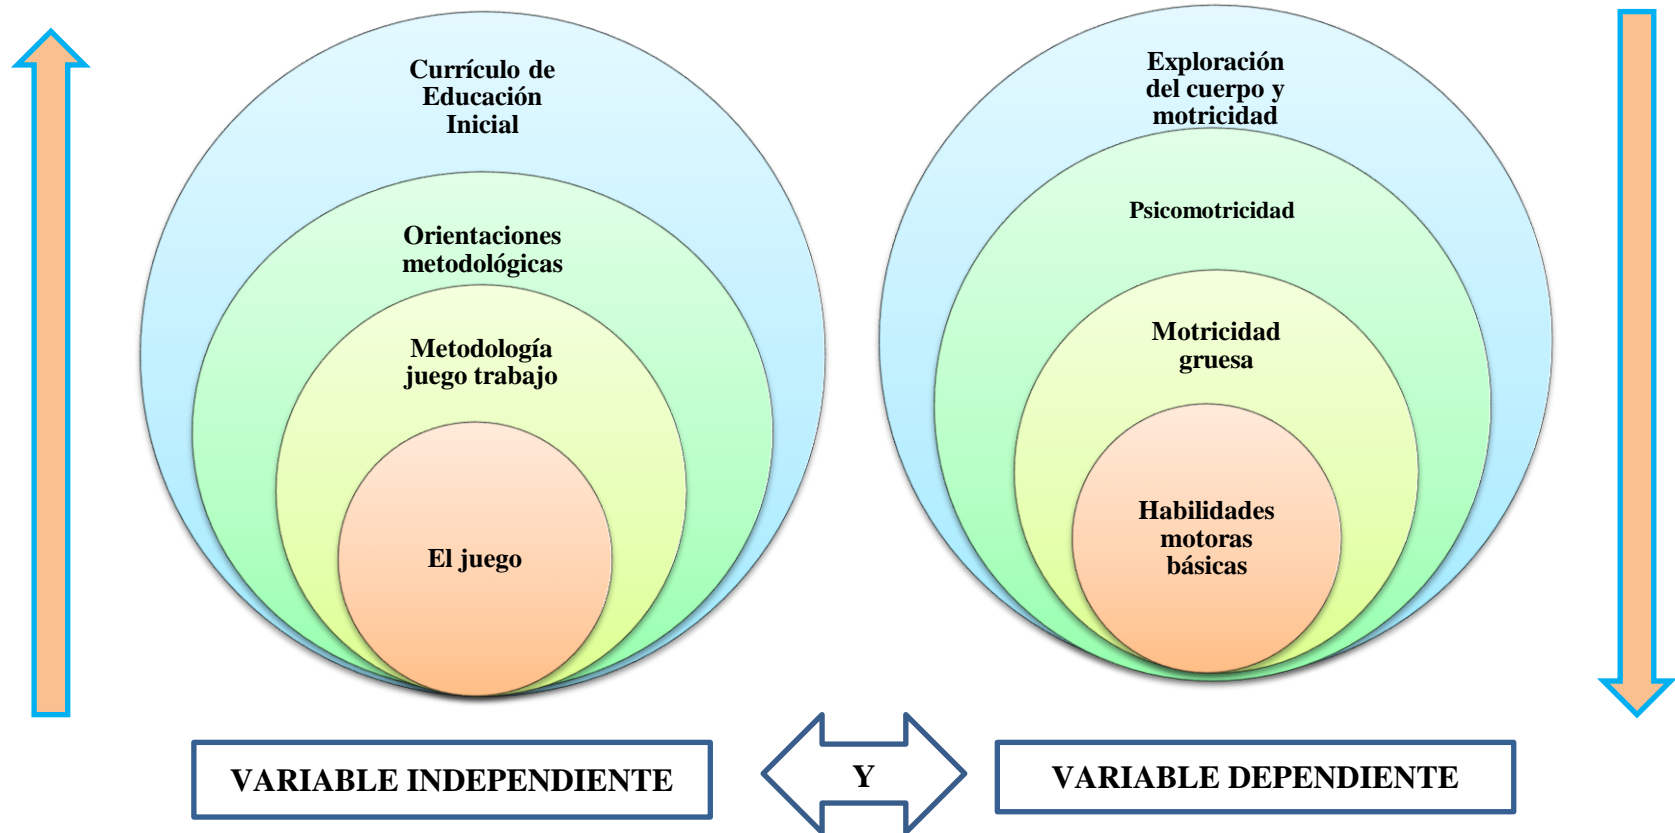 Currículo de
Educación
Inicial
Orientaciones
metodológicas
Metodología
juego trabajo
El juego
Exploración
del cuerpo y
motricidad
Psicomotricidad
Motricidad
gruesa
Habilidades
motoras
básicas
VARIABLE INDEPENDIENTE
Y
VARIABLE DEPENDIENTE